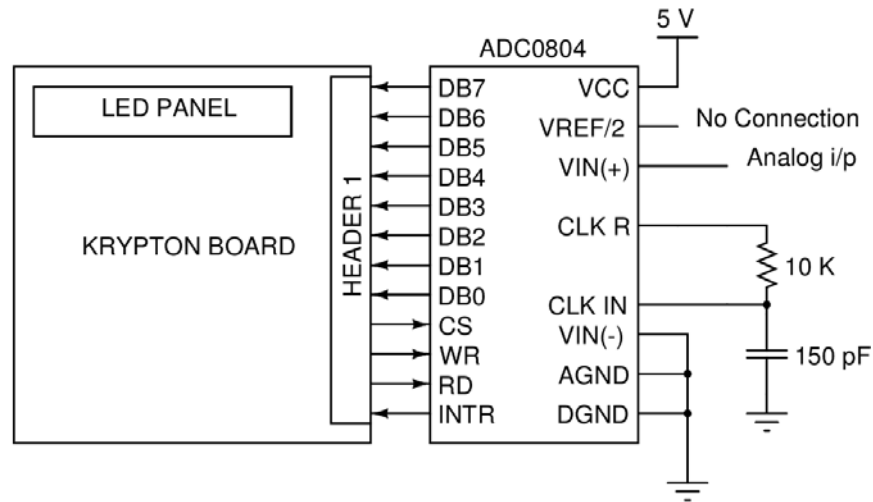 5 V
ADC0804
LED PANEL
KRYPTON BOARD
HEADER 1
DB7
DB6
DB5
DB4
DB3
DB2
DB1
DB0
CS
WR
RD
INTR
VCC
VREF/2
No Connection
VIN(+)
Analog i/p
CLK R
10 K
CLK IN
VIN(-)
150 pF
AGND
DGND